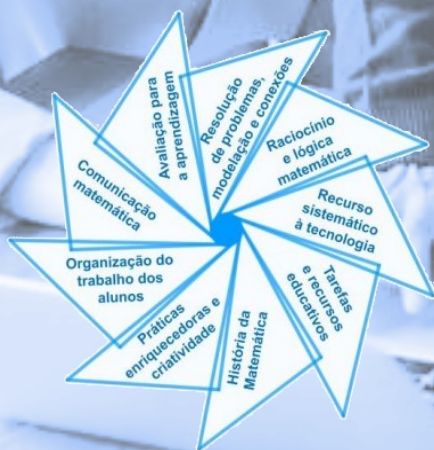 Avaliação para
a aprendizagem
Resolução
de problemas,
modelação e conexões
Raciocínio
e lógica
matemática
Recurso
sistemático
à tecnologia
Tarefas
e recursos
educativos
História da
Matemática
Práticas
enriquecedoras e
criatividade
Organização do
trabalho dos
alunos
Comunicação
matemática